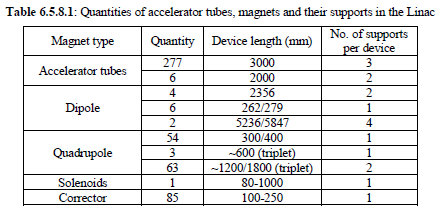 Table 6.5.8.1: Quantities of accelerator tubes, magnets and their supports in the Linac
Magnet type Quantity Device length (mm) No. of supports per device
Accelerator tubes 277 3000 3
6 2000 2
Dipole 4 2356 2
6 262/279 1
2 5236/5847 4
Quadrupole 54 300/400 1
3 ~600 (triplet) 1
63 ~1200/1800 (triplet) 2
Solenoids 1 80-1000 1
Corrector 85 100-250 1